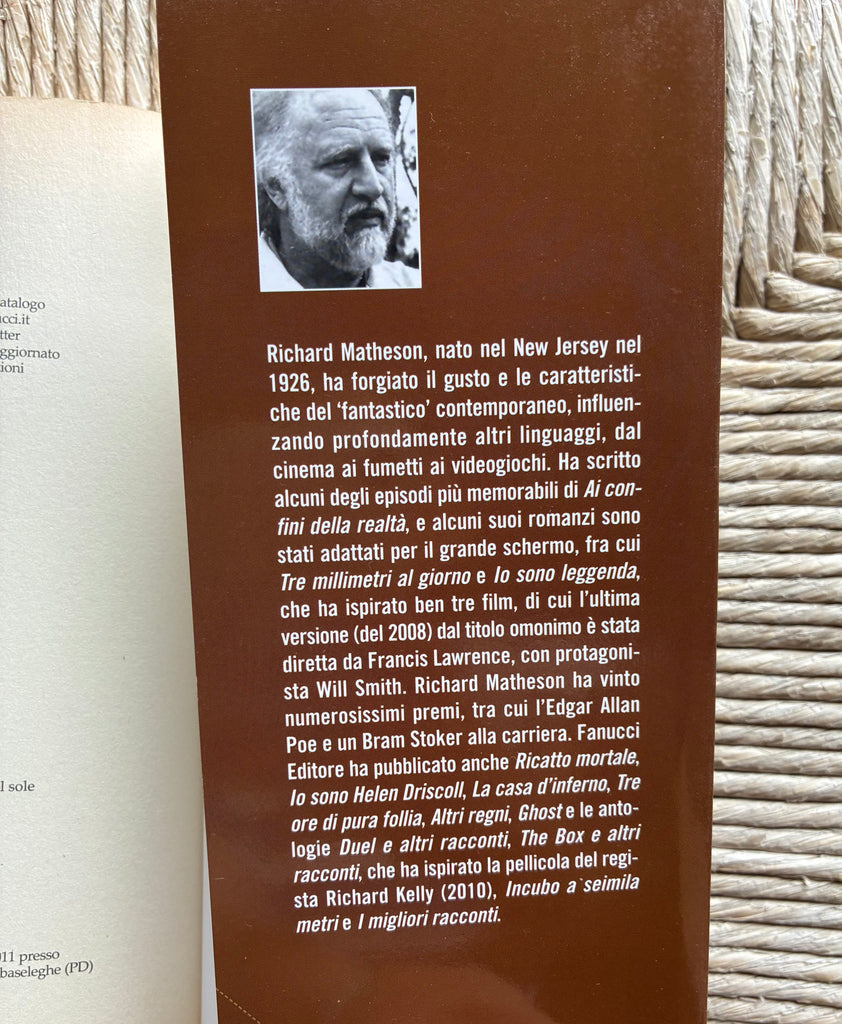 atalogo
ucci.it
tter
ggiornato
ioni
l sole
011 presso
baseleghe (PD)
Richard Matheson, nato nel New Jersey nel
1926, ha forgiato il gusto e le caratteristi-
che del ‘fantastico’ contemporaneo, influen-
zando profondamente altri linguaggi, dal
cinema ai fumetti ai videogiochi. Ha scritto
alcuni degli episodi più memorabili di Ai con-
fini della realtà, e alcuni suoi romanzi sono
stati adattati per il grande schermo, fra cui
Tre millimetri al giorno e Io sono leggenda,
che ha ispirato ben tre film, di cui l’ultima
versione (del 2008) dal titolo omonimo è stata
diretta da Francis Lawrence, con protagoni-
sta Will Smith. Richard Matheson ha vinto
numerosissimi premi, tra cui l’Edgar Allan
Poe e un Bram Stoker alla carriera. Fanucci
Editore ha pubblicato anche Ricatto mortale,
Io sono Helen Driscoll, La casa d’inferno, Tre
ore di pura follia, Altri regni, Ghost e le anto-
logie Duel e altri racconti, The Box e altri
racconti, che ha ispirato la pellicola del regi-
sta Richard Kelly (2010), Incubo a seimila
metri e I migliori racconti.